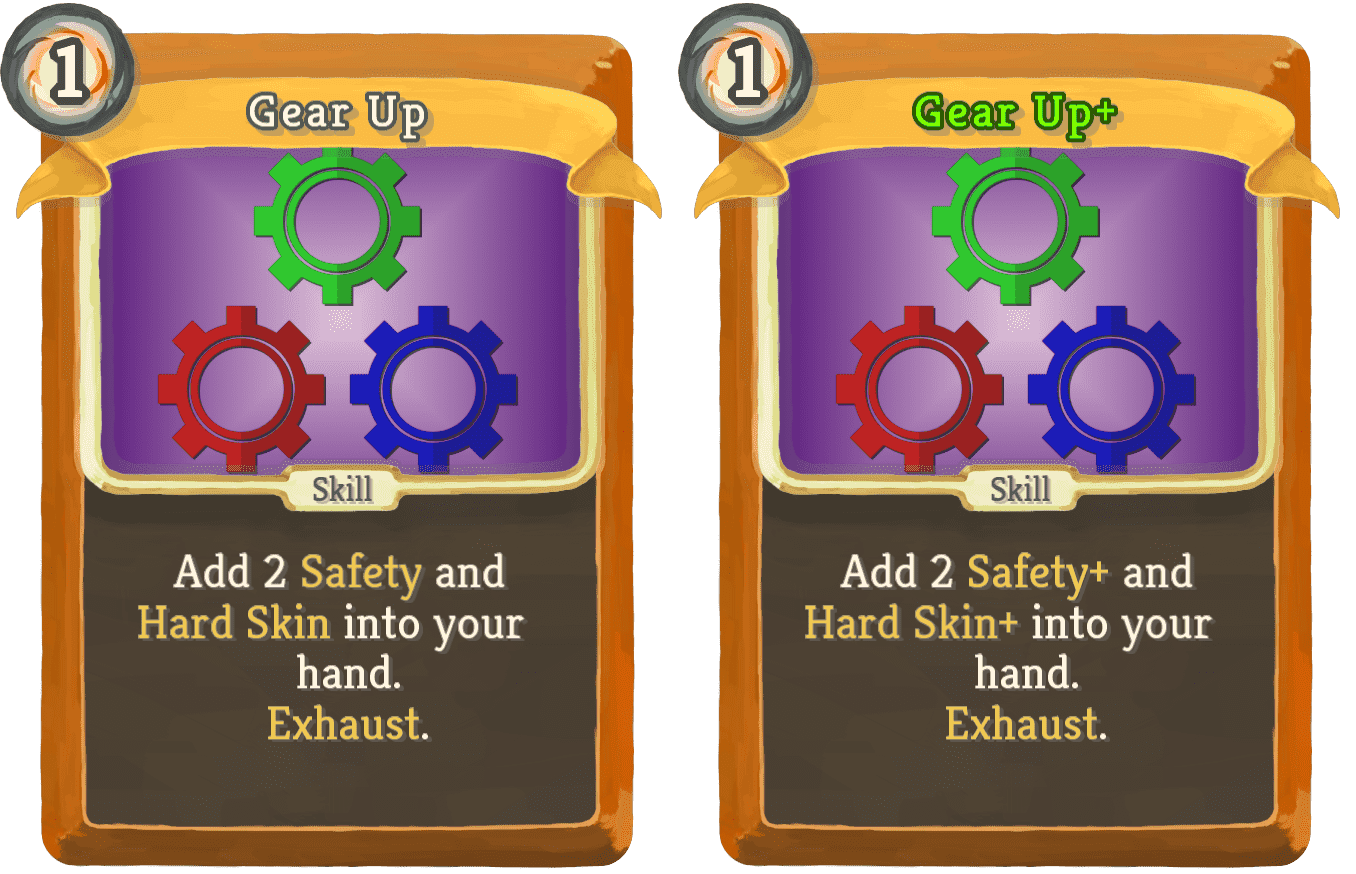 1
Gear Up
Skill
Add 2 Safety and
Hard Skin into your
hand.
Exhaust.
1
Gear Up+
Skill
Add 2 Safety+ and
Hard Skin+ into your
hand.
Exhaust.